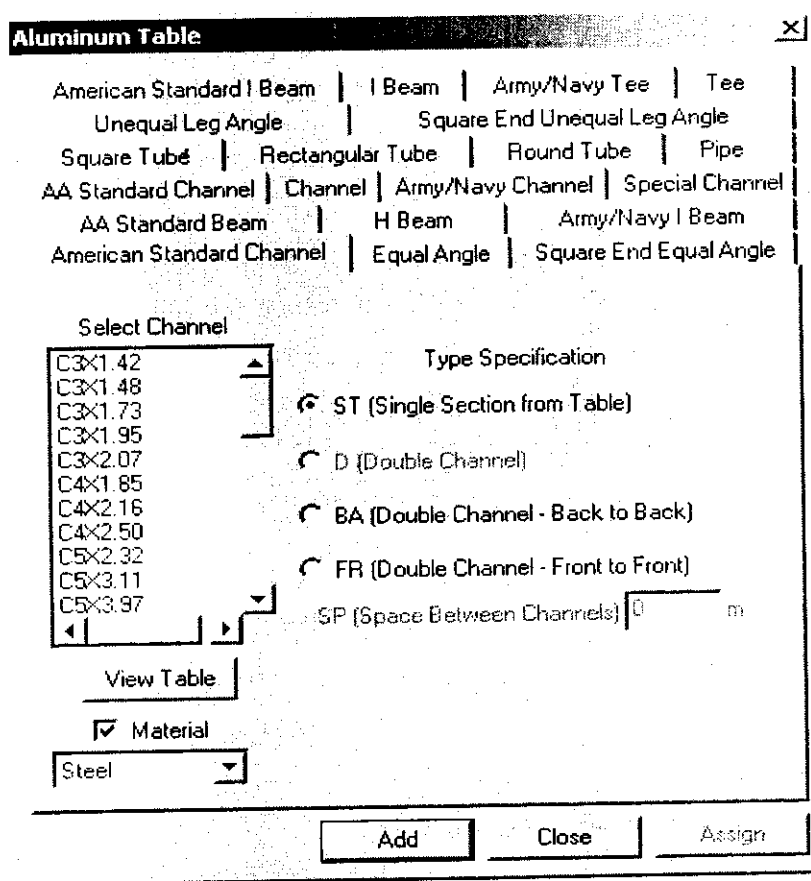 Aluminum Table
American Standard I Beam I Beam Army/Navy Tee Tee
Unequal Leg Angle Square End Unequal Leg Angle
Square Tube Rectangular Tube Round Tube Pipe
AA Standard Channel Channel Army/Navy Channel Special Channel
AA Standard Beam H Beam Army/Navy I Beam
American Standard Channel Equal Angle Square End Equal Angle
Select Channel
C3X1.42
C3X1.48
C3X1.73
C3X1.95
C3X2.07
C4X1.85
C4X2.16
C4X2.50
C5X2.32
C5X3.11
C5X3.97
View Table
Material
Steel
Type Specification
ST (Single Section from Table)
D (Double Channel)
BA (Double Channel - Back to Back)
FR (Double Channel - Front to Front)
SP (Space Between Channels) 0 m
Add Close Assign